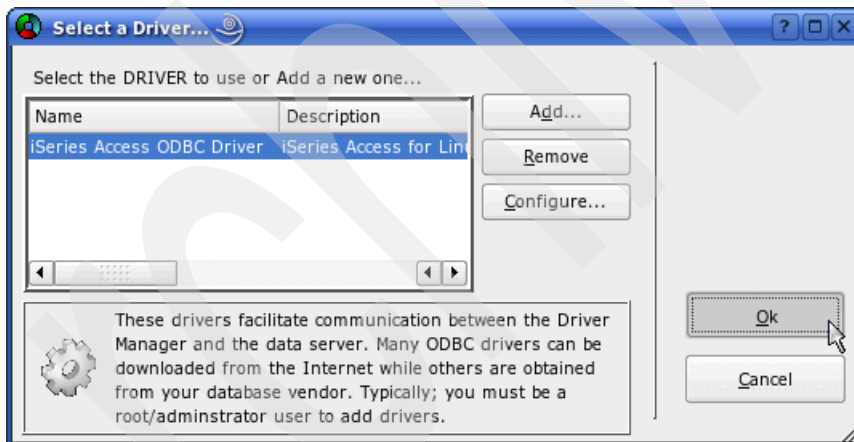 Select a Driver...
Select the DRIVER to use or Add a new one...
Name Description
iSeries Access ODBC Driver iSeries Access for Lin
Add...
Remove
Configure...
These drivers facilitate communication between the Driver
Manager and the data server. Many ODBC drivers can be
downloaded from the Internet while others are obtained
from your database vendor. Typically; you must be a
root/adminstrator user to add drivers.
Ok
Cancel